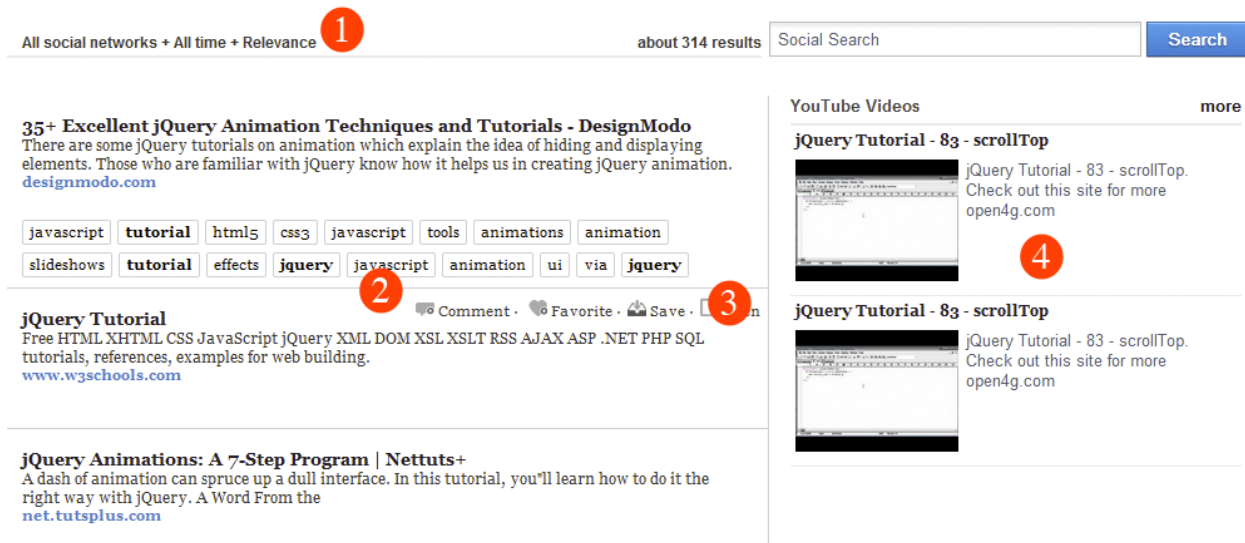 All social networks + All time + Relevance
1
about 314 results
Social Search
Search
35+ Excellent jQuery Animation Techniques and Tutorials - DesignModo
There are some jQuery tutorials on animation which explain the idea of hiding and displaying
elements. Those who are familiar with jQuery know how it helps us in creating jQuery animation.
designmodo.com
javascript tutorial html5 css3 javascript tools animations animation
slideshows tutorial effects jquery javascript animation ui via jquery
2
3
Comment · Favorite · Save ·
jQuery Tutorial
Free HTML XHTML CSS JavaScript jQuery XML DOM XSL XSLT RSS AJAX ASP .NET PHP SQL
tutorials, references, examples for web building.
www.w3schools.com
jQuery Animations: A 7-Step Program | Nettuts+
A dash of animation can spruce up a dull interface. In this tutorial, you"ll learn how to do it the
right way with jQuery. A Word From the
net.tutsplus.com
YouTube Videos more
jQuery Tutorial - 83 - scrollTop
jQuery Tutorial - 83 - scrollTop.
Check out this site for more
open4g.com
4
jQuery Tutorial - 83 - scrollTop
jQuery Tutorial - 83 - scrollTop.
Check out this site for more
open4g.com